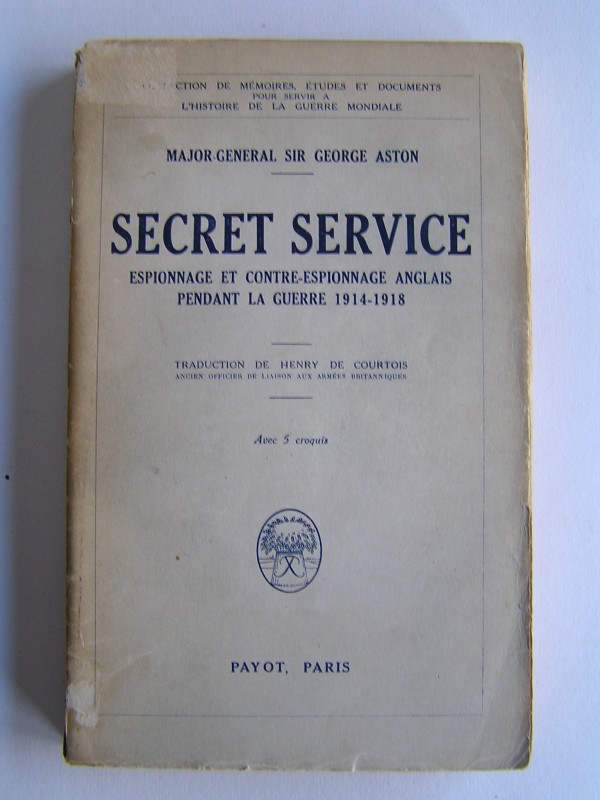 COLLECTION DE MÉMOIRES, ÉTUDES ET DOCUMENTS
POUR SERVIR A
L'HISTOIRE DE LA GUERRE MONDIALE
MAJOR-GENERAL SIR GEORGE ASTON
SECRET SERVICE
ESPIONNAGE ET CONTRE-ESPIONNAGE ANGLAIS
PENDANT LA GUERRE 1914-1918
TRADUCTION DE HENRY DE COURTOIS
ANCIEN OFFICIER DE LIAISON AUX ARMÉES BRITANNIQUES
Avec 5 croquis
PAYOT, PARIS